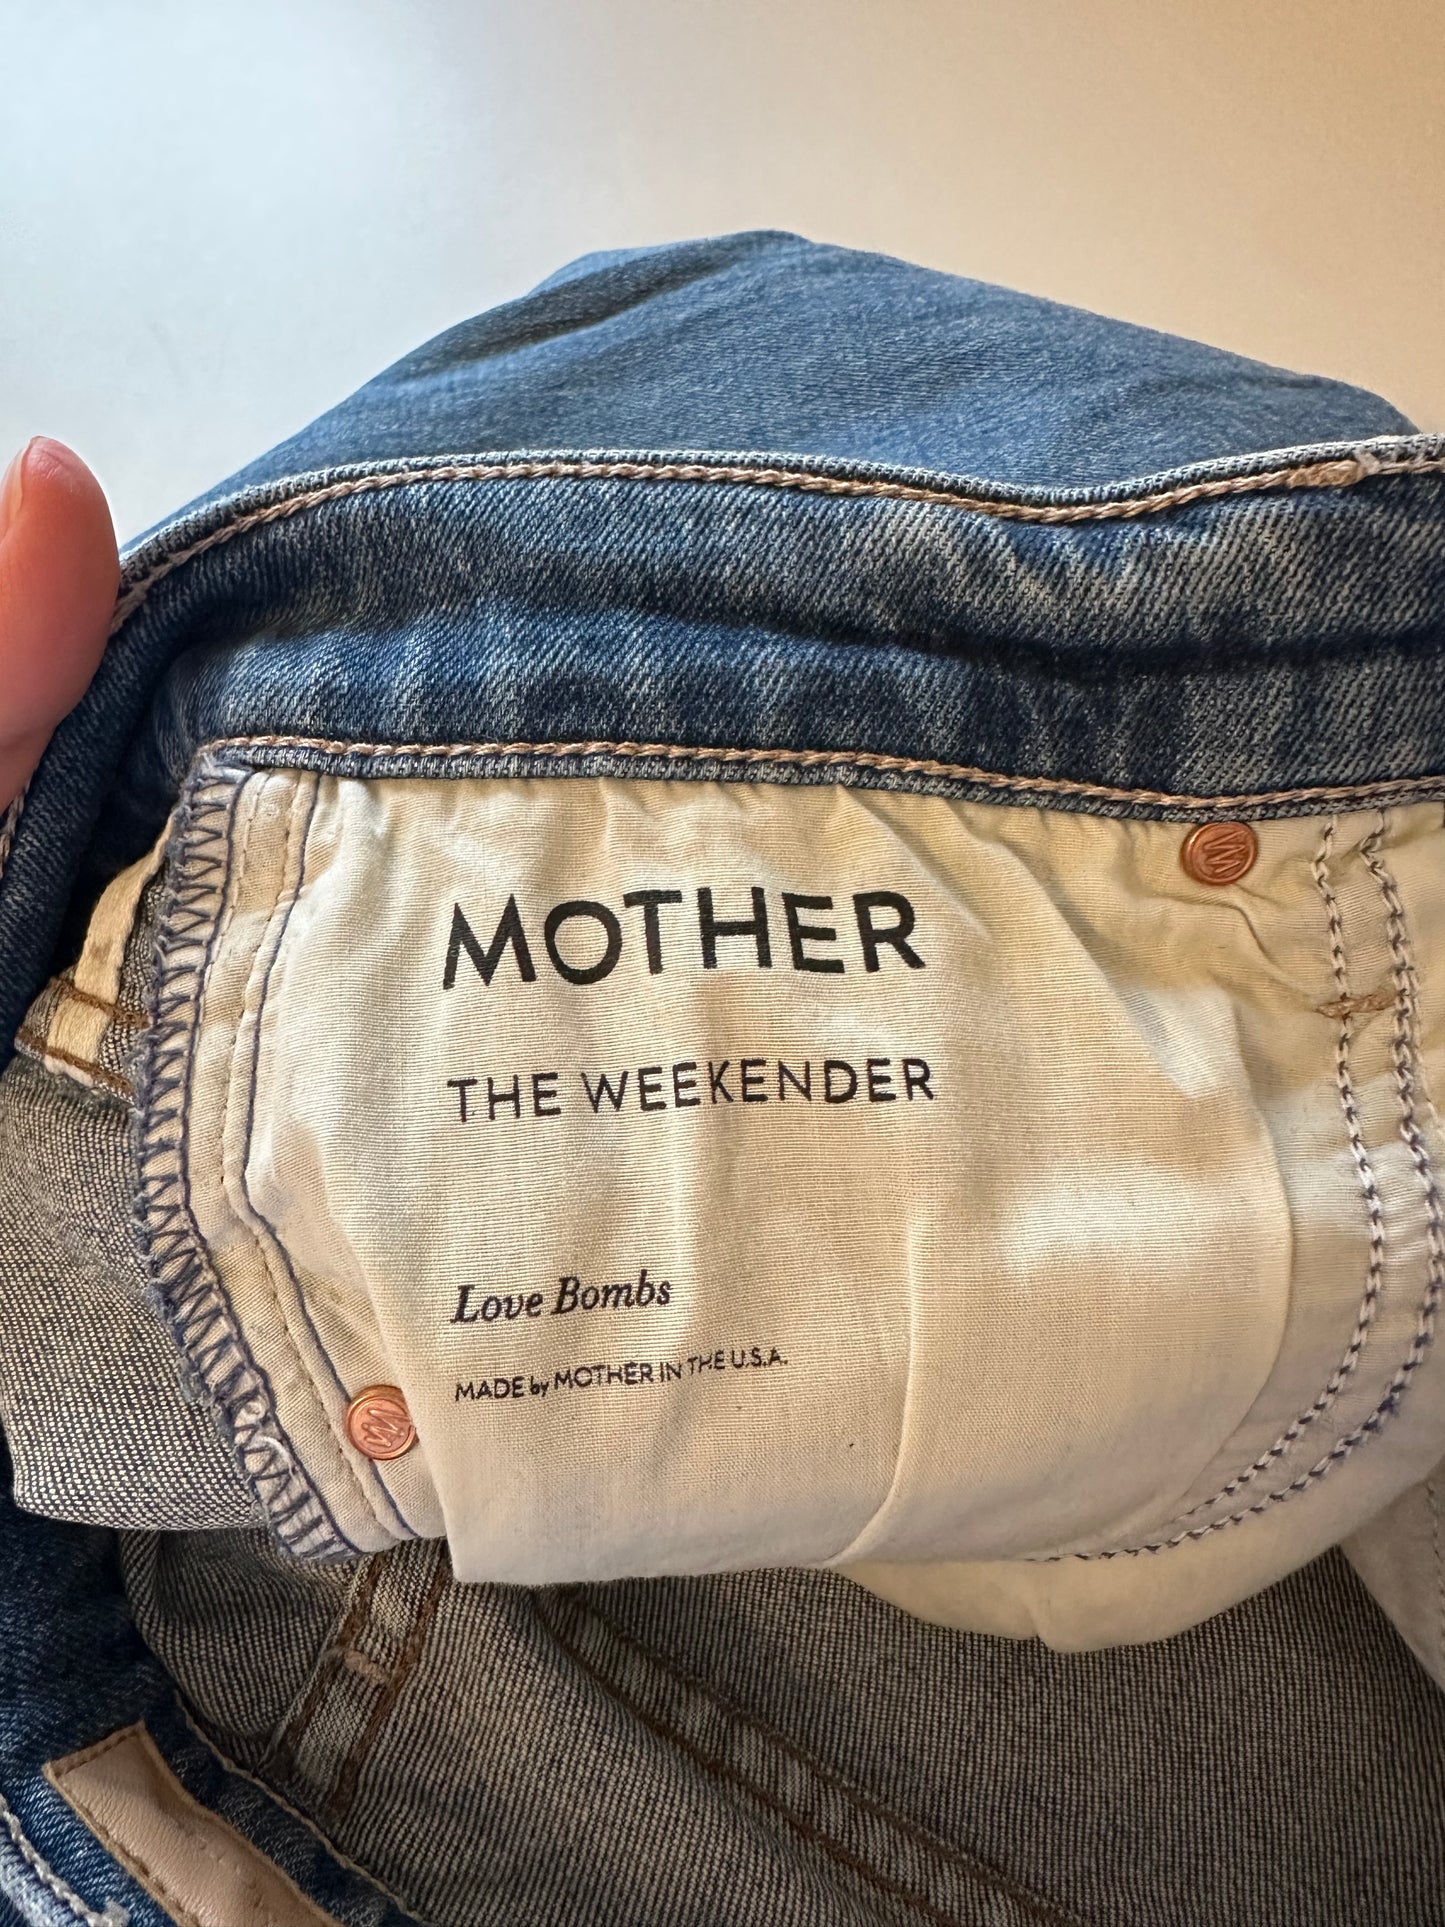 MOTHER
THE WEEKENDER
Love Bombs
MADE by MOTHER IN THE U.S.A.